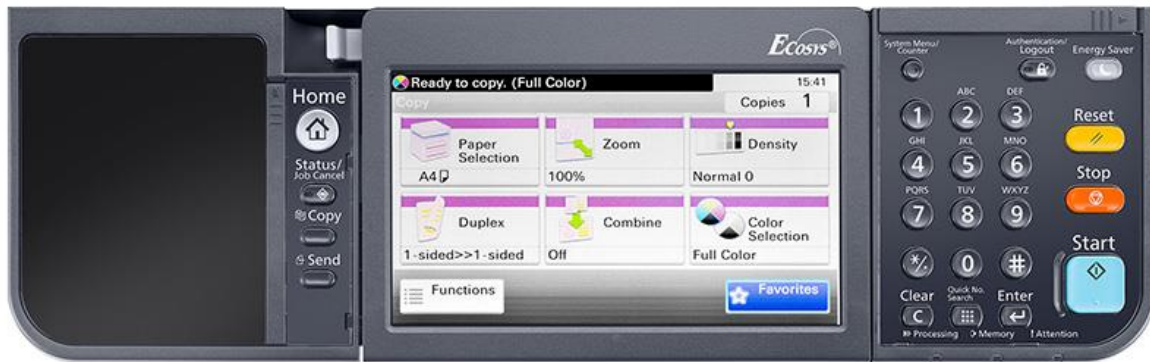 Ecosys®
Home
Status/
Job Cancel
Copy
Send
Ready to copy. (Full Color)
15:41
Copy
Copies 1
Paper
Selection
A4
Zoom
100%
Density
Normal 0
Duplex
1-sided>>1-sided
Combine
Off
Color
Selection
Full Color
Functions
Favorites
System Menu/
Counter
Authentication/
Logout
Energy Saver
ABC DEF
1 2 3
Reset
GHI JKL MNO
4 5 6
Stop
PQRS TUV WXYZ
7 8 9
Start
*/. 0 #
Clear
Quick No.
Search
Enter
C
Processing Memory ! Attention